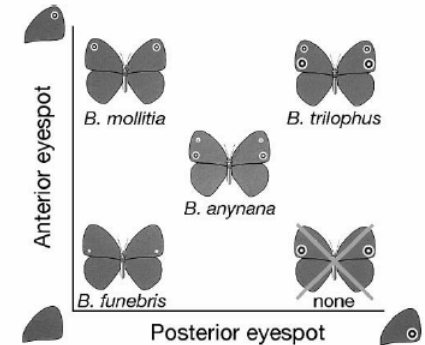 B. mollitia
B. trilophus
B. anynana
B. funebris
none
Anterior eyespot
Posterior eyespot